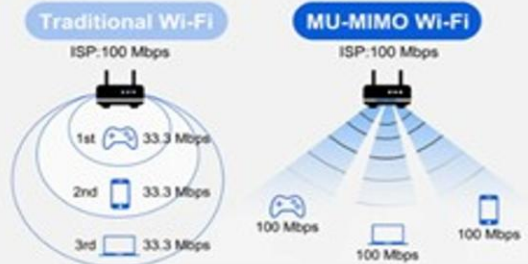 Traditional Wi-Fi
ISP:100 Mbps
1st 33.3 Mbps
2nd 33.3 Mbps
3rd 33.3 Mbps
MU-MIMO Wi-Fi
ISP:100 Mbps
100 Mbps
100 Mbps
100 Mbps